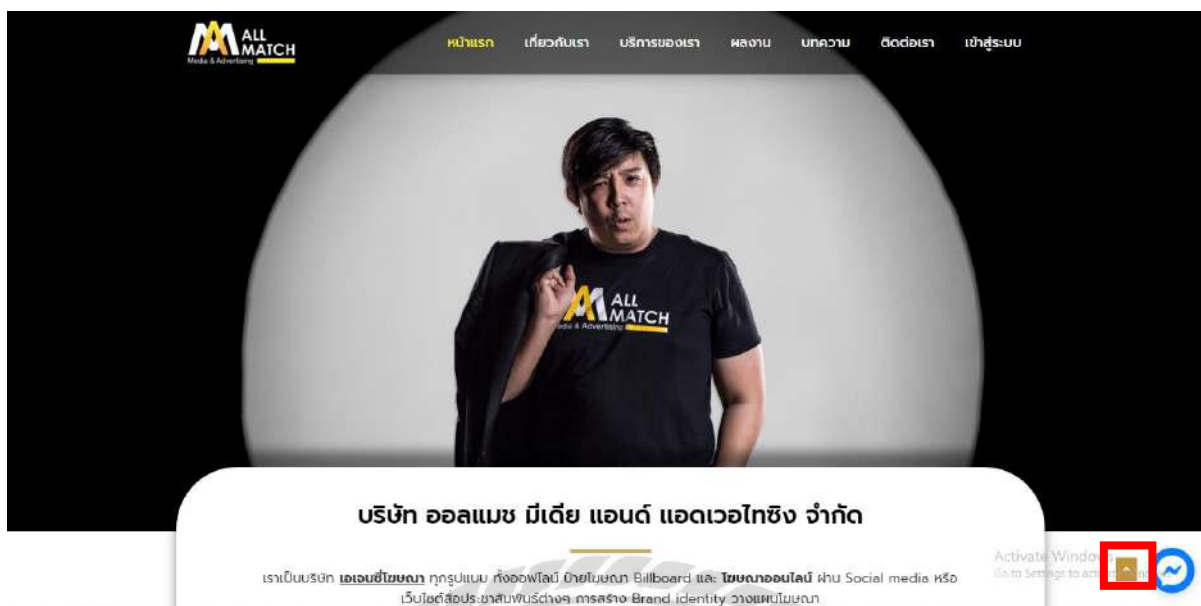 ALL
MATCH
Media & Advertising
หน้าแรก เกี่ยวกับเรา บริการของเรา ผลงาน บทความ ติดต่อเรา เข้าสู่ระบบ
ALL
MATCH
Media & Advertising
บริษัท ออลแมช มีเดีย แอนด์ แอดเวอไทซิง จำกัด
เราเป็นบริษัท เอเจนซี่โฆษณา ทุกรูปแบบ ทั้งออฟไลน์ ป้ายโฆษณา Billboard และ โฆษณาออนไลน์ ผ่าน Social media หรือ
เว็บไซต์สื่อประชาสัมพันธ์ต่างๆ การสร้าง Brand identity วางแผนโฆษณา
Activate Windows
Go to Settings to